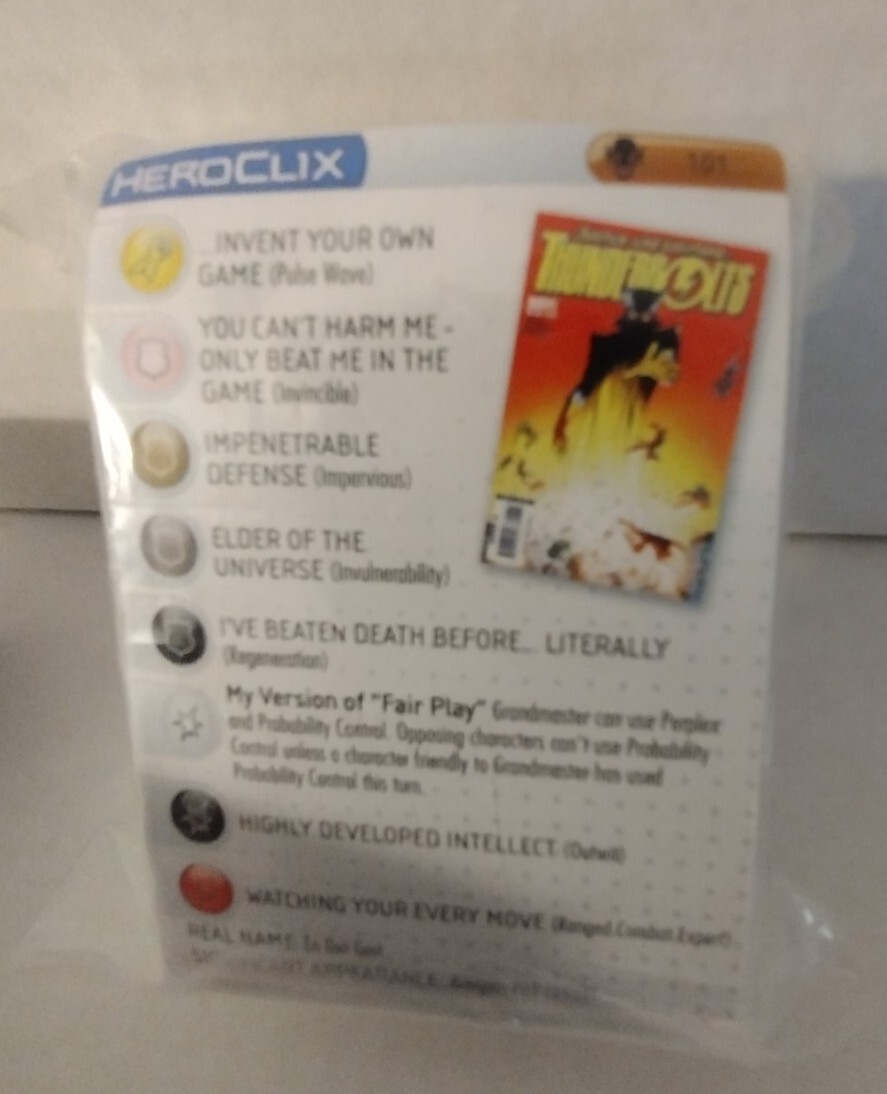 HEROCLIX
101
...INVENT YOUR OWN
GAME (Pulse Wave)
THUNDERBOLTS
YOU CAN'T HARM ME -
ONLY BEAT ME IN THE
GAME (Invincible)
IMPENETRABLE
DEFENSE (Impervious)
ELDER OF THE
UNIVERSE (Invulnerability)
I'VE BEATEN DEATH BEFORE... LITERALLY
(Regeneration)
My Version of "Fair Play" Grandmaster can use Perplex
and Probability Control. Opposing characters can't use Probability
Control unless a character friendly to Grandmaster has used
Probability Control this turn.
HIGHLY DEVELOPED INTELLECT (Outwit)
WATCHING YOUR EVERY MOVE (Ranged Combat Expert)
REAL NAME:
APPEARANCE: